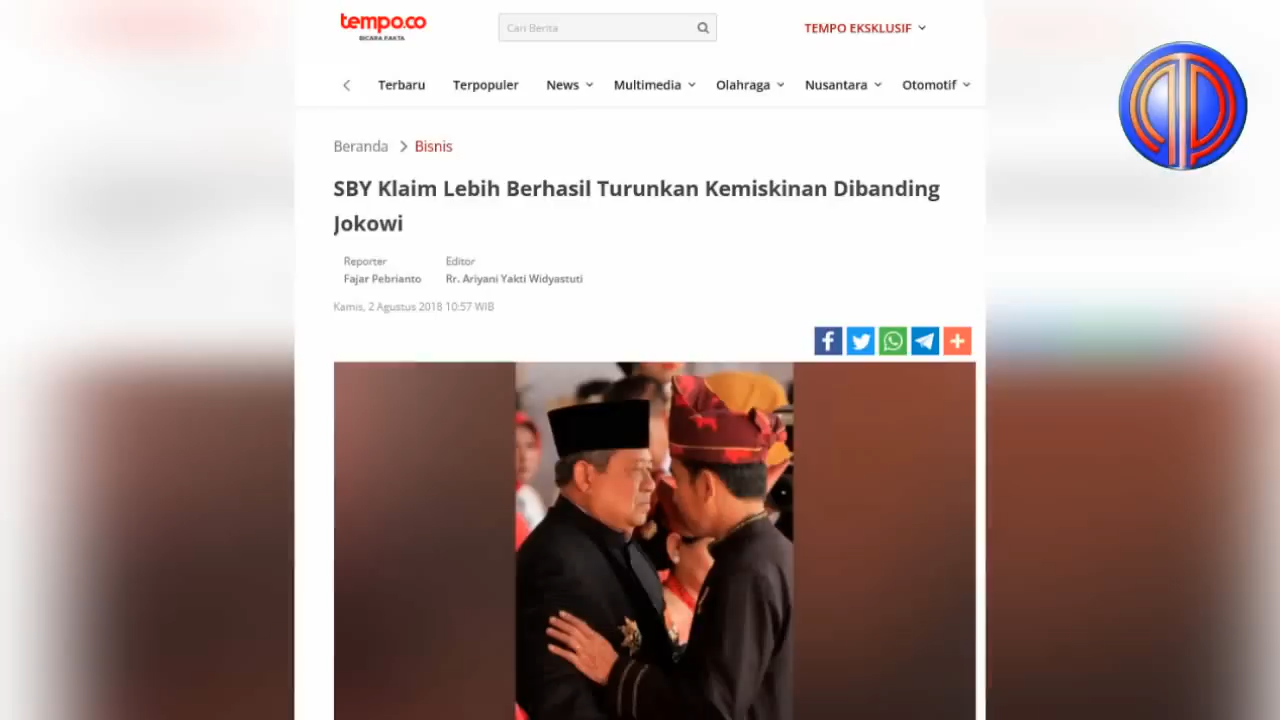 tempo.co
BICARA FAKTA
Cari Berita
TEMPO EKSKLUSIF
Terbaru
Terpopuler
News
Multimedia
Olahraga
Nusantara
Otomotif
Beranda > Bisnis
SBY Klaim Lebih Berhasil Turunkan Kemiskinan Dibanding
Jokowi
Reporter
Editor
Fajar Pebrianto
Rr. Ariyani Yakti Widyastuti
Kamis, 2 Agustus 2018 10:57 WIB